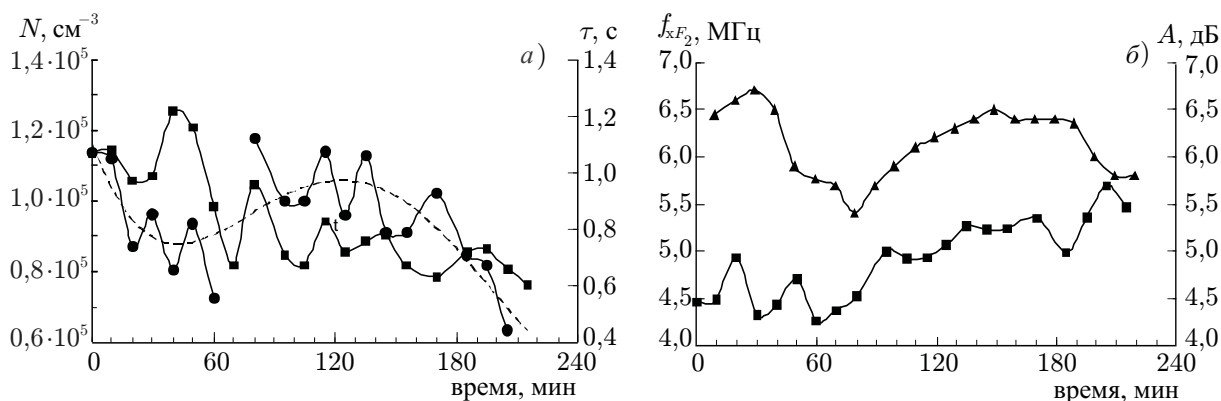 N, см⁻³
τ, с
а)
1,4·10⁵
1,2·10⁵
1,0·10⁵
0,8·10⁵
0,6·10⁵
1,4
1,2
1,0
0,8
0,6
0,4
t
0 60 120 180 240
время, мин
fxF₂, МГц
A, дБ
б)
7,0
6,5
6,0
5,5
5,0
4,5
4,0
7,0
6,5
6,0
5,5
5,0
4,5
4,0
0 60 120 180 240
время, мин